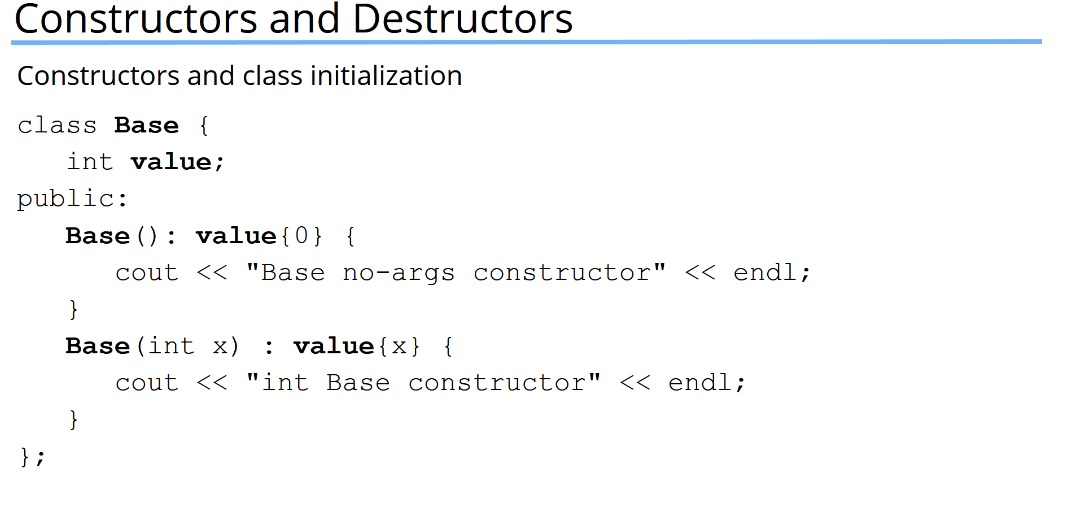 Constructors and Destructors
Constructors and class initialization
class Base {
int value;
public:
Base(): value{0} {
cout << "Base no-args constructor" << endl;
}
Base(int x) : value{x} {
cout << "int Base constructor" << endl;
}
};